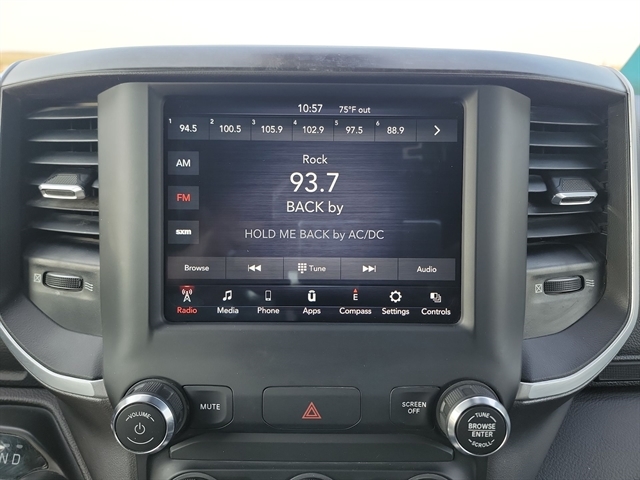 10:57 75°F out
1 94.5 2 100.5 3 105.9 4 102.9 5 97.5 6 88.9
AM
Rock
93.7
FM
BACK by
sxm
HOLD ME BACK by AC/DC
Browse Tune Audio
E
Radio Media Phone Apps Compass Settings Controls
VOLUME
MUTE
SCREEN OFF
TUNE
BROWSE
ENTER
SCROLL
N D